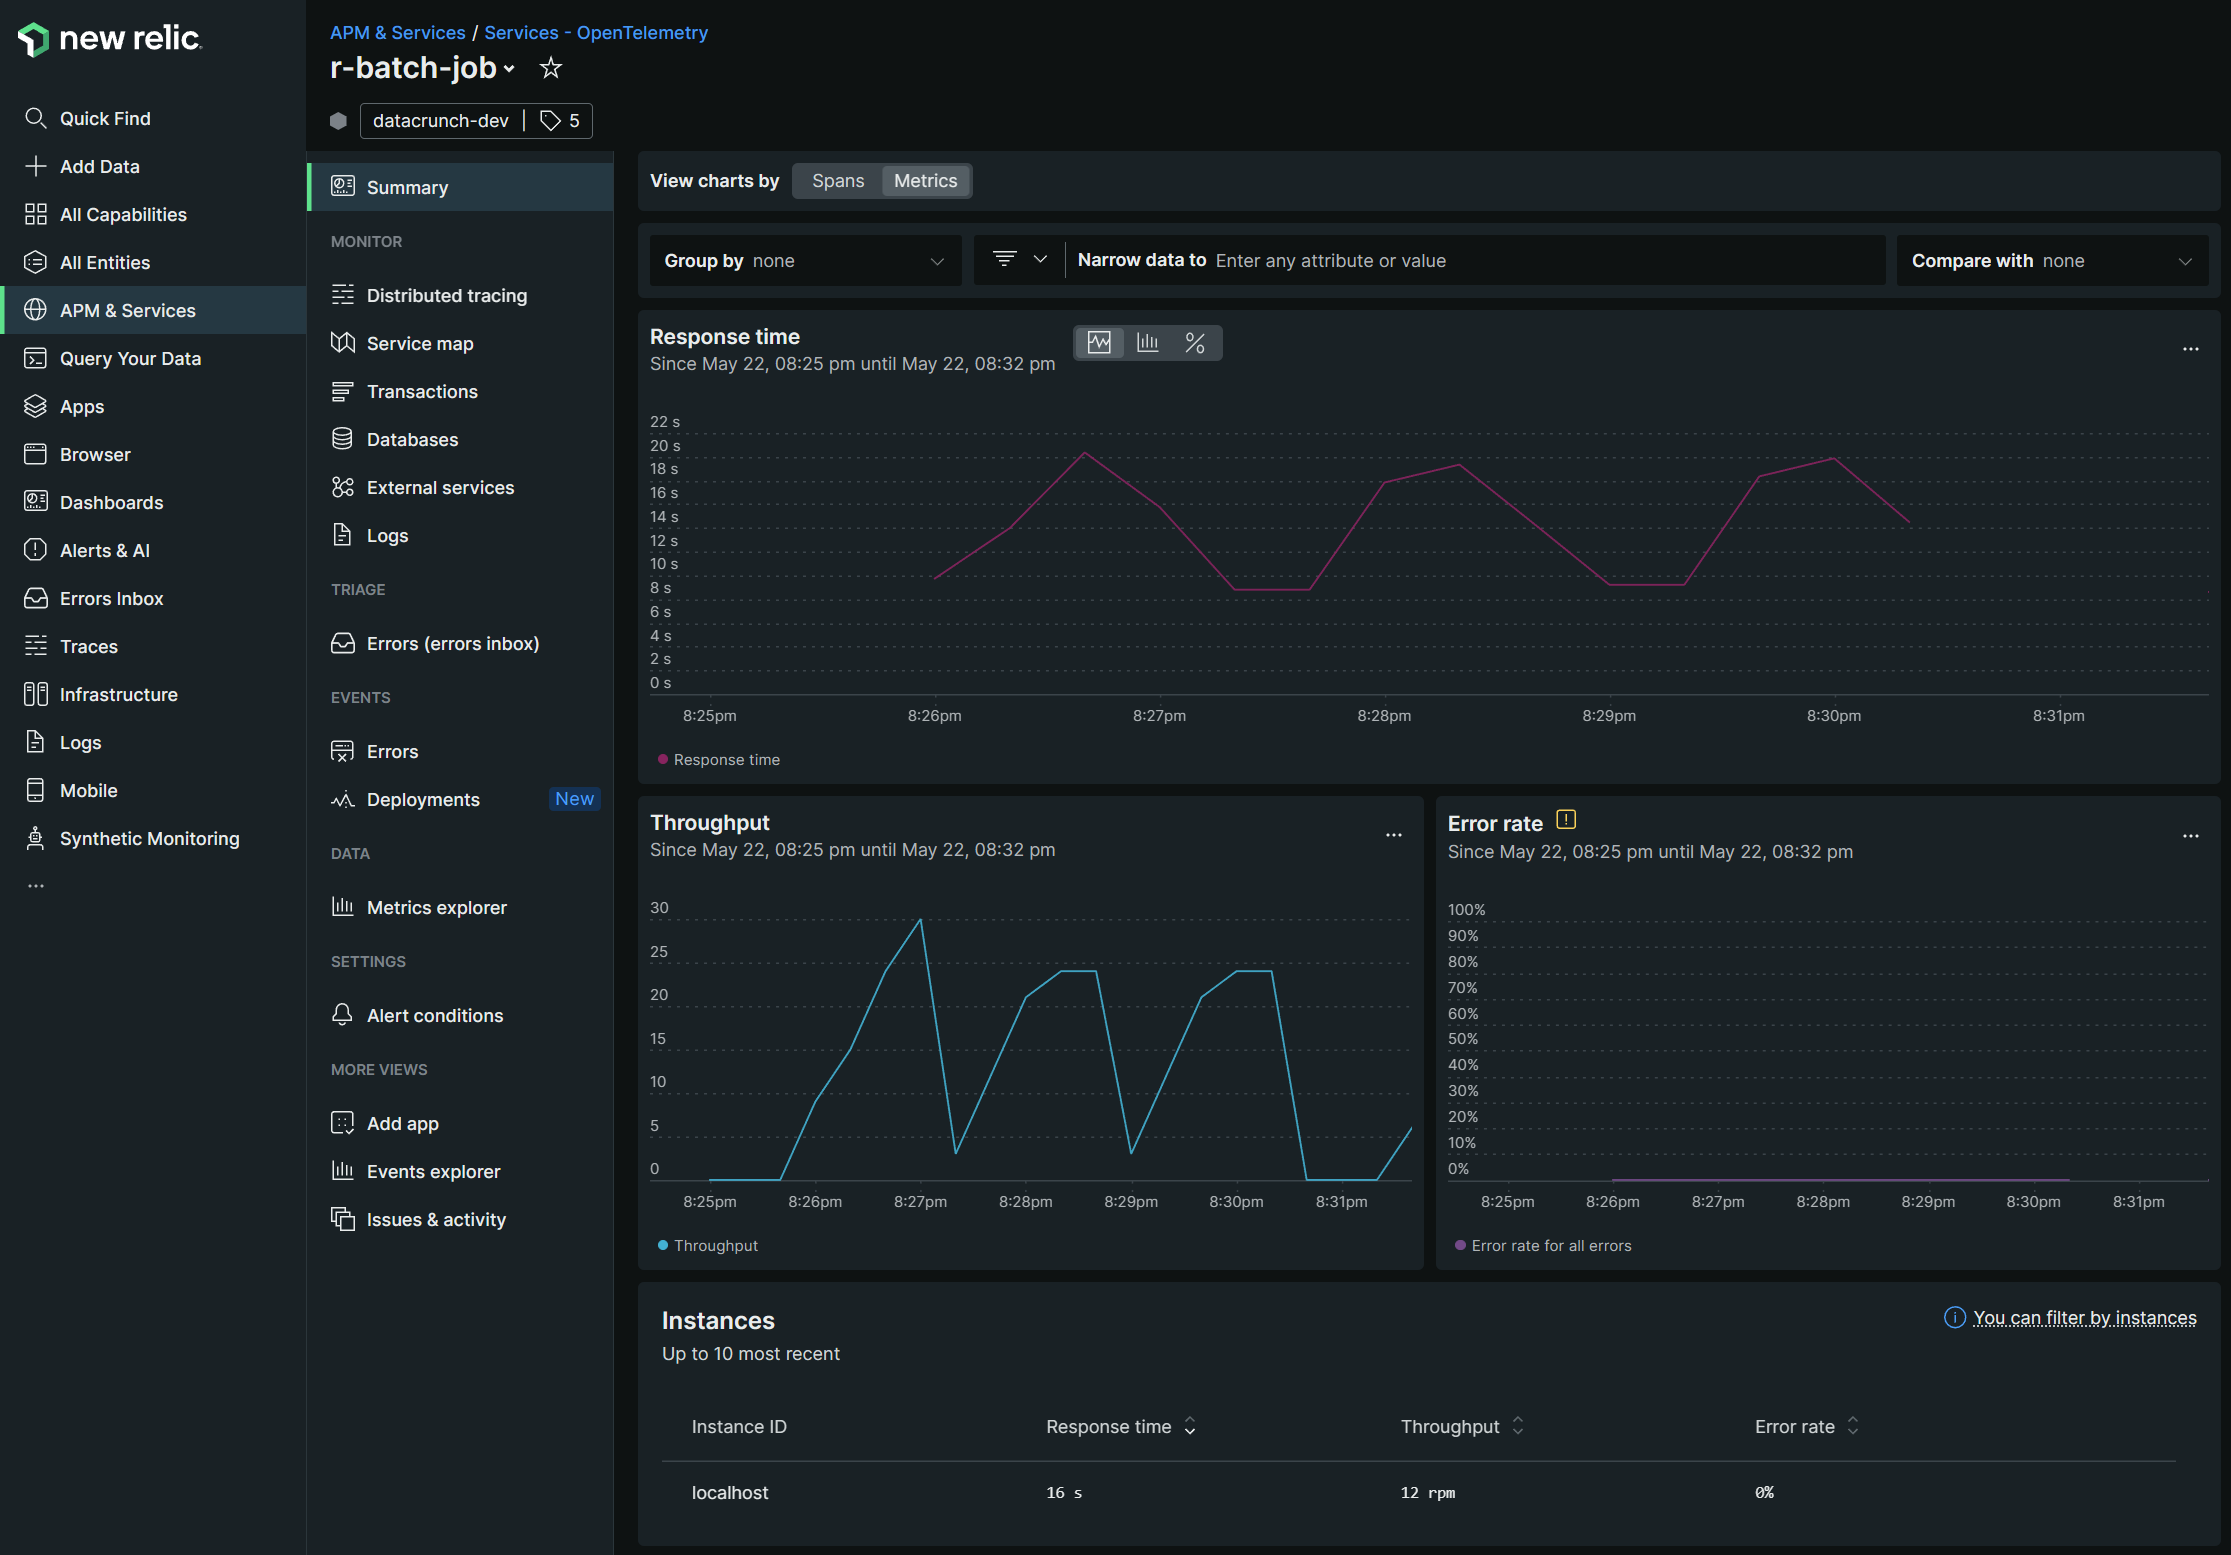 new relic.
Quick Find
Add Data
All Capabilities
All Entities
APM & Services
Query Your Data
Apps
Browser
Dashboards
Alerts & AI
Errors Inbox
Traces
Infrastructure
Logs
Mobile
Synthetic Monitoring
...
APM & Services / Services - OpenTelemetry
r-batch-job
datacrunch-dev | 5
Summary
MONITOR
Distributed tracing
Service map
Transactions
Databases
External services
Logs
TRIAGE
Errors (errors inbox)
EVENTS
Errors
Deployments New
DATA
Metrics explorer
SETTINGS
Alert conditions
MORE VIEWS
Add app
Events explorer
Issues & activity
View charts by Spans Metrics
Group by none
Narrow data to Enter any attribute or value
Compare with none
Response time
Since May 22, 08:25 pm until May 22, 08:32 pm
%
...
22 s
20 s
18 s
16 s
14 s
12 s
10 s
8 s
6 s
4 s
2 s
0 s
8:25pm 8:26pm 8:27pm 8:28pm 8:29pm 8:30pm 8:31pm
Response time
Throughput
Since May 22, 08:25 pm until May 22, 08:32 pm
...
30
25
20
15
10
5
0
8:25pm 8:26pm 8:27pm 8:28pm 8:29pm 8:30pm 8:31pm
Throughput
Error rate !
Since May 22, 08:25 pm until May 22, 08:32 pm
...
100%
90%
80%
70%
60%
50%
40%
30%
20%
10%
0%
8:25pm 8:26pm 8:27pm 8:28pm 8:29pm 8:30pm 8:31pm
Error rate for all errors
Instances
Up to 10 most recent
You can filter by instances
Instance ID Response time Throughput Error rate
localhost 16 s 12 rpm 0%